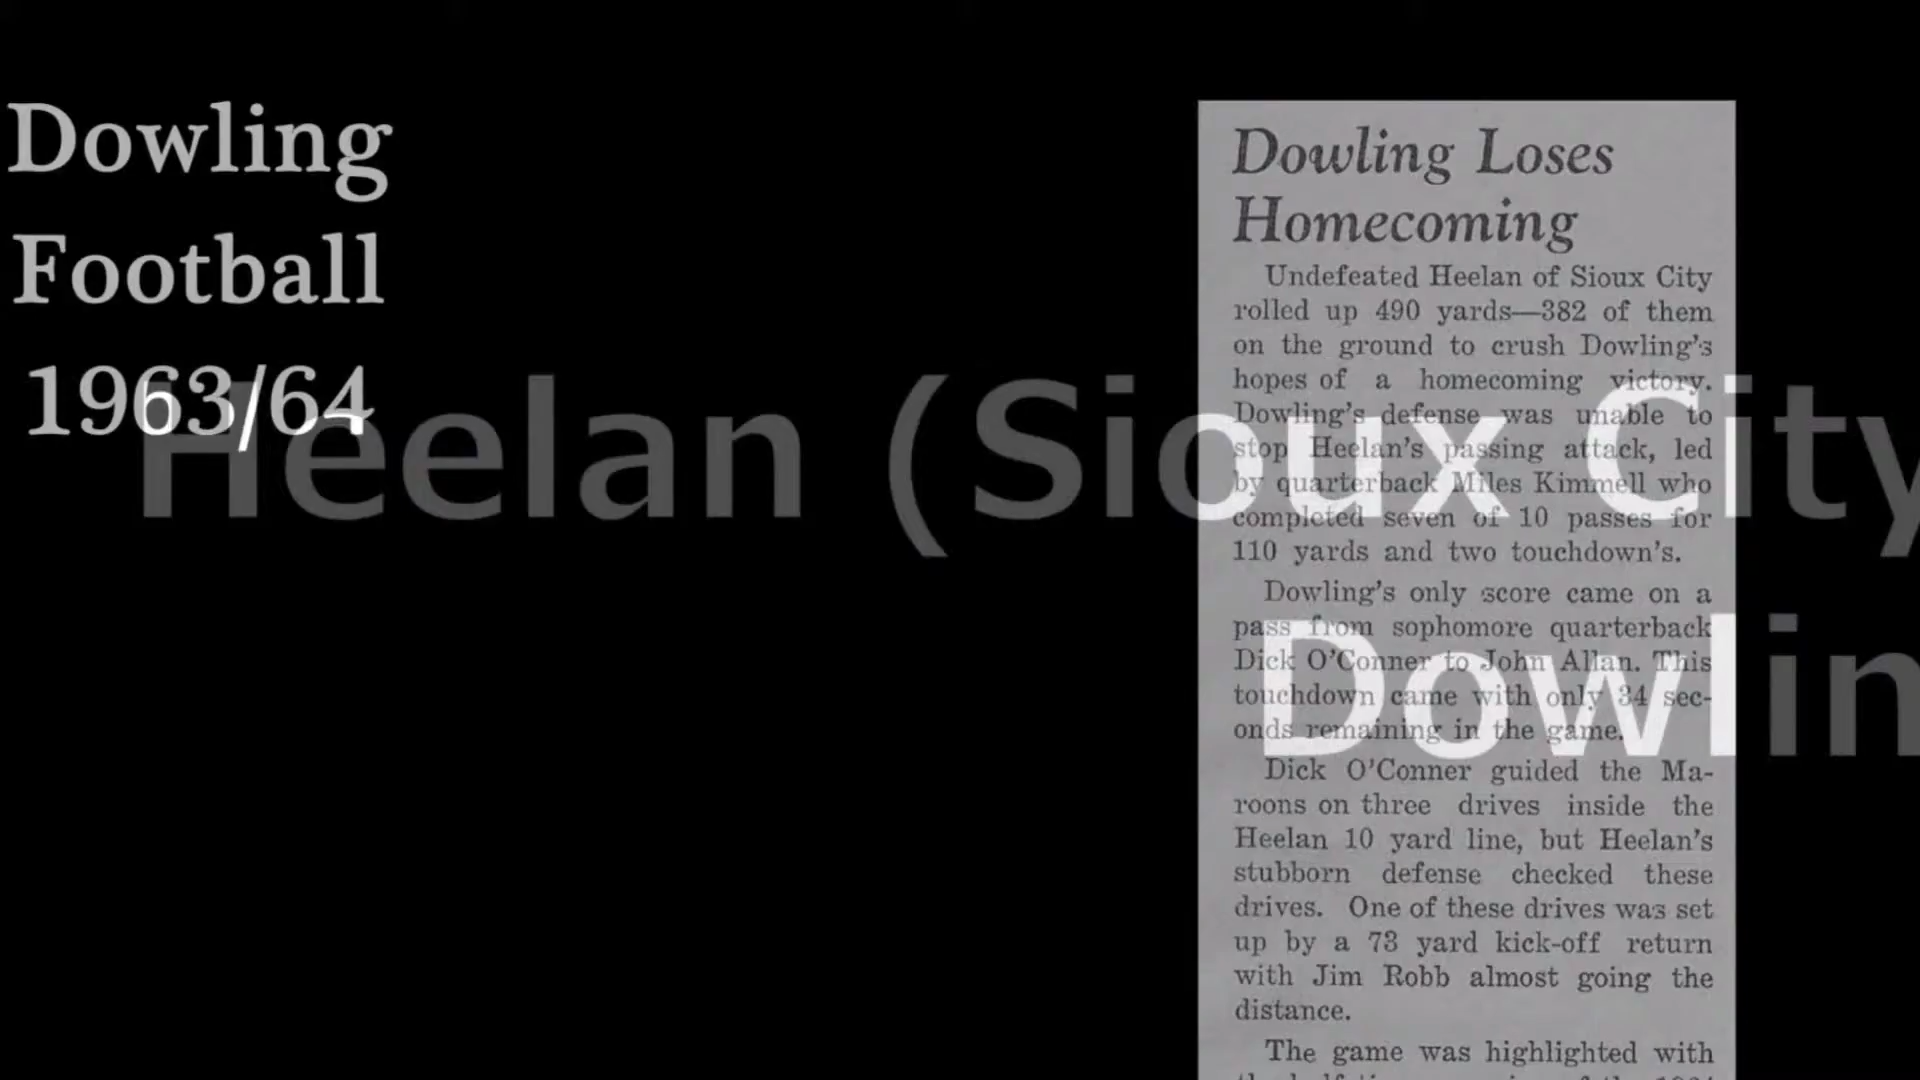 Dowling
Football
1963/64
Heelan (Sioux City
Dowlin
Dowling Loses
Homecoming
Undefeated Heelan of Sioux City
rolled up 490 yards—382 of them
on the ground to crush Dowling's
hopes of a homecoming victory.
Dowling's defense was unable to
stop Heelan's passing attack, led
by quarterback Miles Kimmell who
completed seven of 10 passes for
110 yards and two touchdown's.
Dowling's only score came on a
pass from sophomore quarterback
Dick O'Conner to John Allan. This
touchdown came with only 34 sec-
onds remaining in the game.
Dick O'Conner guided the Ma-
roons on three drives inside the
Heelan 10 yard line, but Heelan's
stubborn defense checked these
drives. One of these drives was set
up by a 73 yard kick-off return
with Jim Robb almost going the
distance.
The game was highlighted with